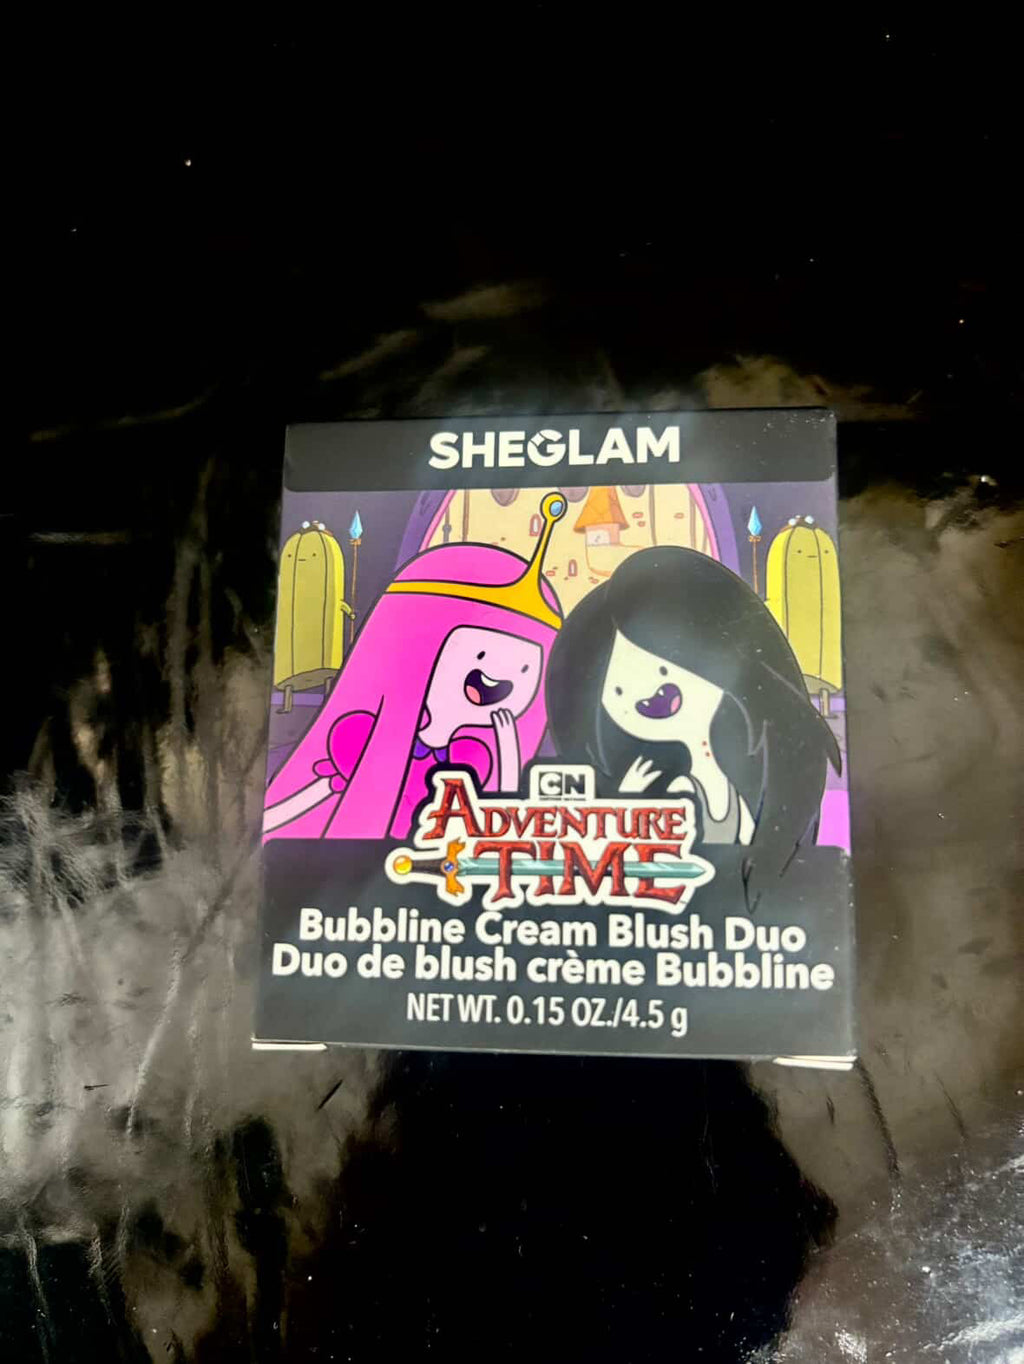 SHEGLAM
CN
ADVENTURE
TIME
Bubbline Cream Blush Duo
Duo de blush crème Bubbline
NET WT. 0.15 OZ./4.5 g